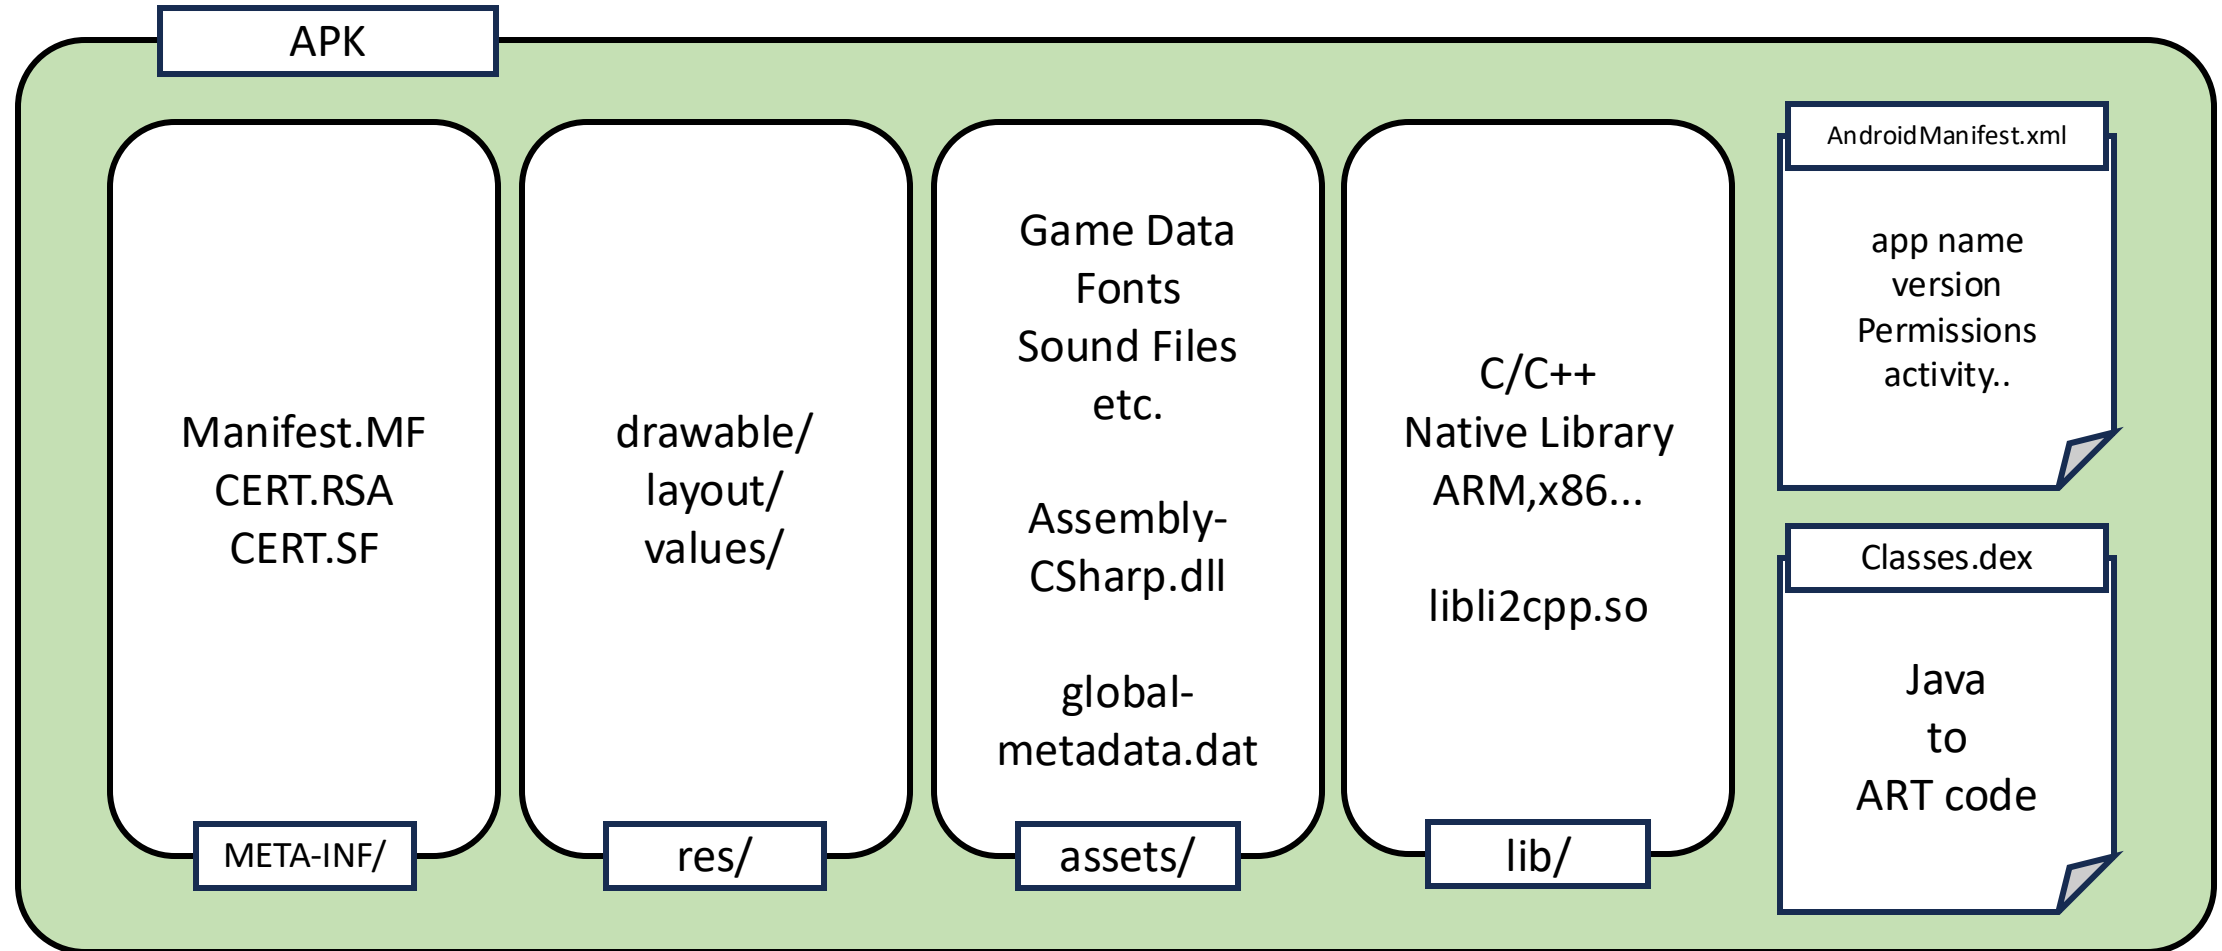 APK
Manifest.MF
CERT.RSA
CERT.SF
META-INF/
drawable/
layout/
values/
res/
Game Data
Fonts
Sound Files
etc.
Assembly-
CSharp.dll
global-
metadata.dat
assets/
C/C++
Native Library
ARM,x86...
libli2cpp.so
lib/
AndroidManifest.xml
app name
version
Permissions
activity..
Classes.dex
Java
to
ART code